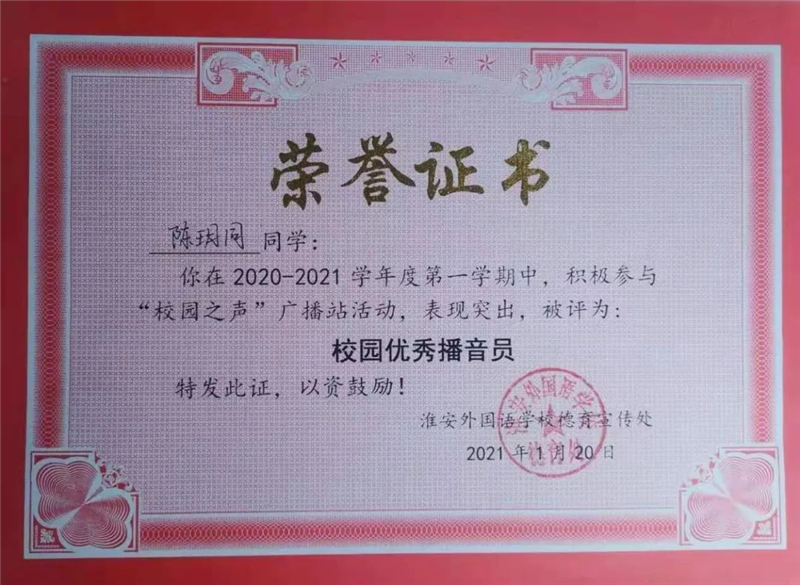 荣誉证书
陈玥同 同学：
你在 2020-2021 学年度第一学期中，积极参与
“校园之声”广播站活动，表现突出，被评为：
校园优秀播音员
特发此证，以资鼓励！
淮安外国语学校德育宣传处
2021 年 1 月 20 日